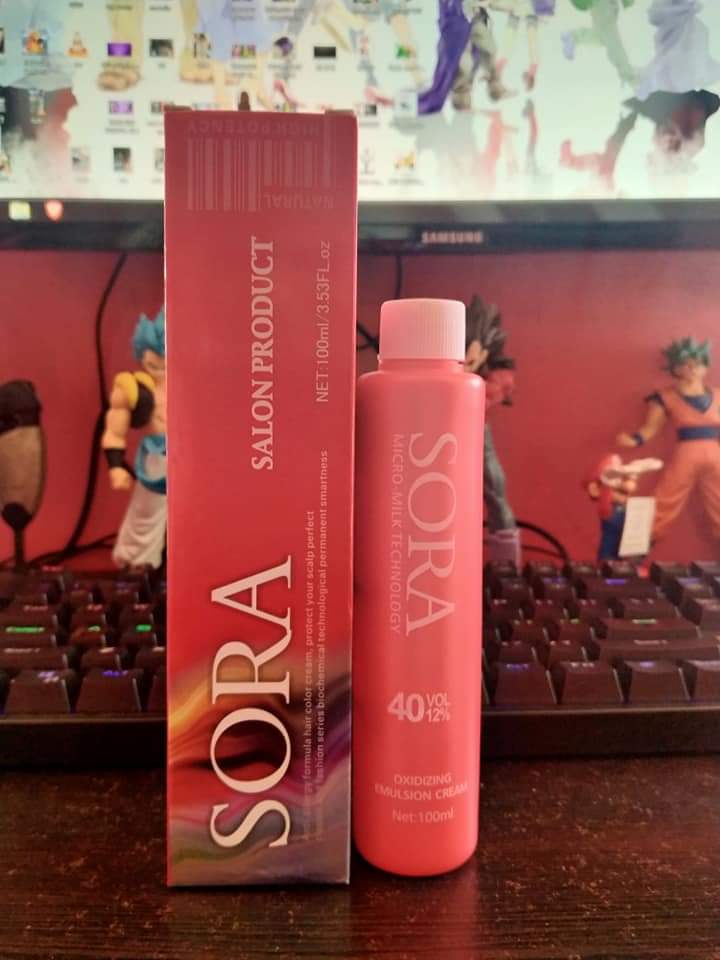 SAMSUNG
HIGH POTENCY
NATURAL
SALON PRODUCT
NET:100ml/3.53FL.oz
SORA
formula hair color cream, protect your scalp perfect
fashion series biochemical technological permanent smartness
SORA
MICRO·MILK TECHNOLOGY
40 VOL
12%
OXIDIZING
EMULSION CREAM
Net:100ml